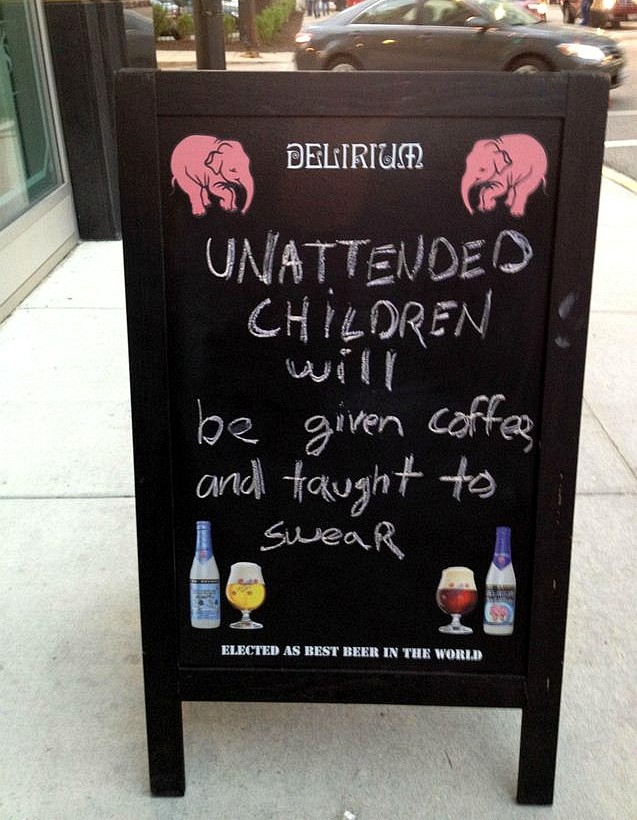 DELIRIUM
UNATTENDED
CHiLDREN
will
be given coffee
and taught to
sweaR
ELECTED AS BEST BEER IN THE WORLD